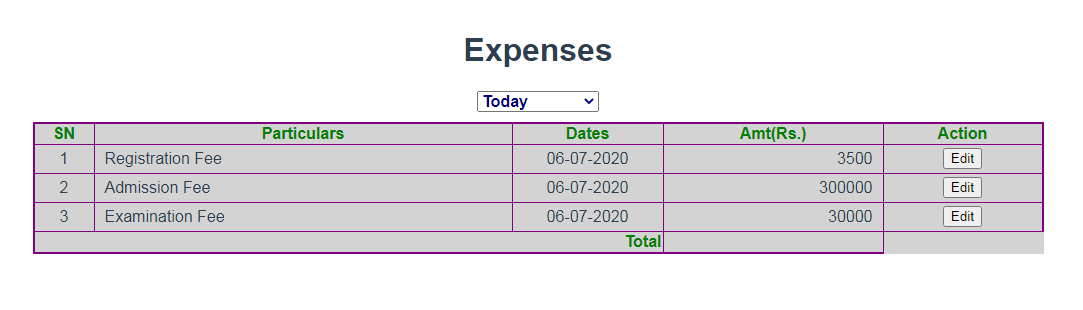 Expenses
Today
SN Particulars Dates Amt(Rs.) Action
1 Registration Fee 06-07-2020 3500 Edit
2 Admission Fee 06-07-2020 300000 Edit
3 Examination Fee 06-07-2020 30000 Edit
Total